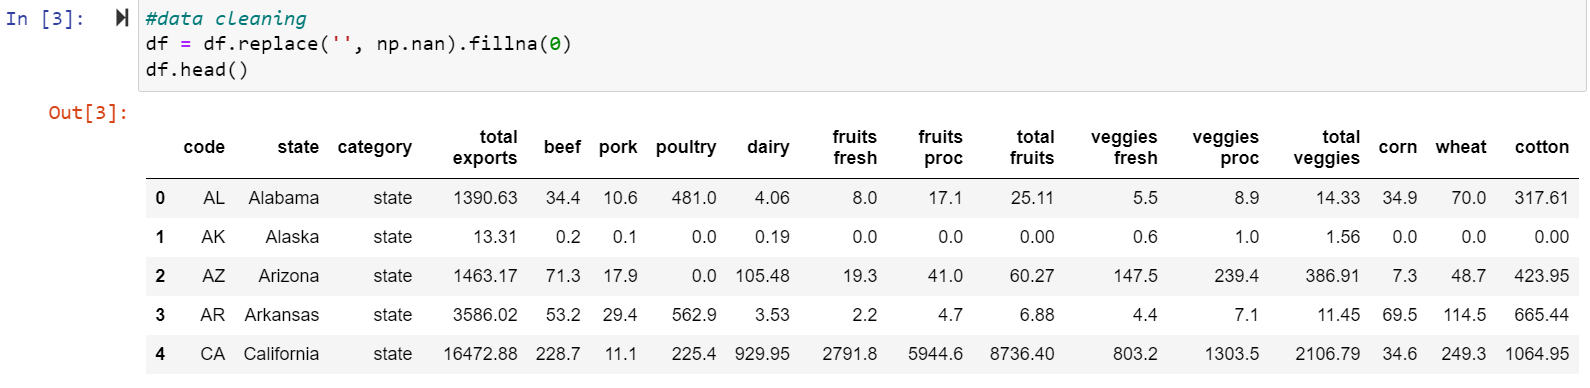 In [3]: #data cleaning
df = df.replace('', np.nan).fillna(0)
df.head()
Out[3]:
code state category total exports beef pork poultry dairy fruits fresh fruits proc total fruits veggies fresh veggies proc total veggies corn wheat cotton
0 AL Alabama state 1390.63 34.4 10.6 481.0 4.06 8.0 17.1 25.11 5.5 8.9 14.33 34.9 70.0 317.61
1 AK Alaska state 13.31 0.2 0.1 0.0 0.19 0.0 0.0 0.00 0.6 1.0 1.56 0.0 0.0 0.00
2 AZ Arizona state 1463.17 71.3 17.9 0.0 105.48 19.3 41.0 60.27 147.5 239.4 386.91 7.3 48.7 423.95
3 AR Arkansas state 3586.02 53.2 29.4 562.9 3.53 2.2 4.7 6.88 4.4 7.1 11.45 69.5 114.5 665.44
4 CA California state 16472.88 228.7 11.1 225.4 929.95 2791.8 5944.6 8736.40 803.2 1303.5 2106.79 34.6 249.3 1064.95